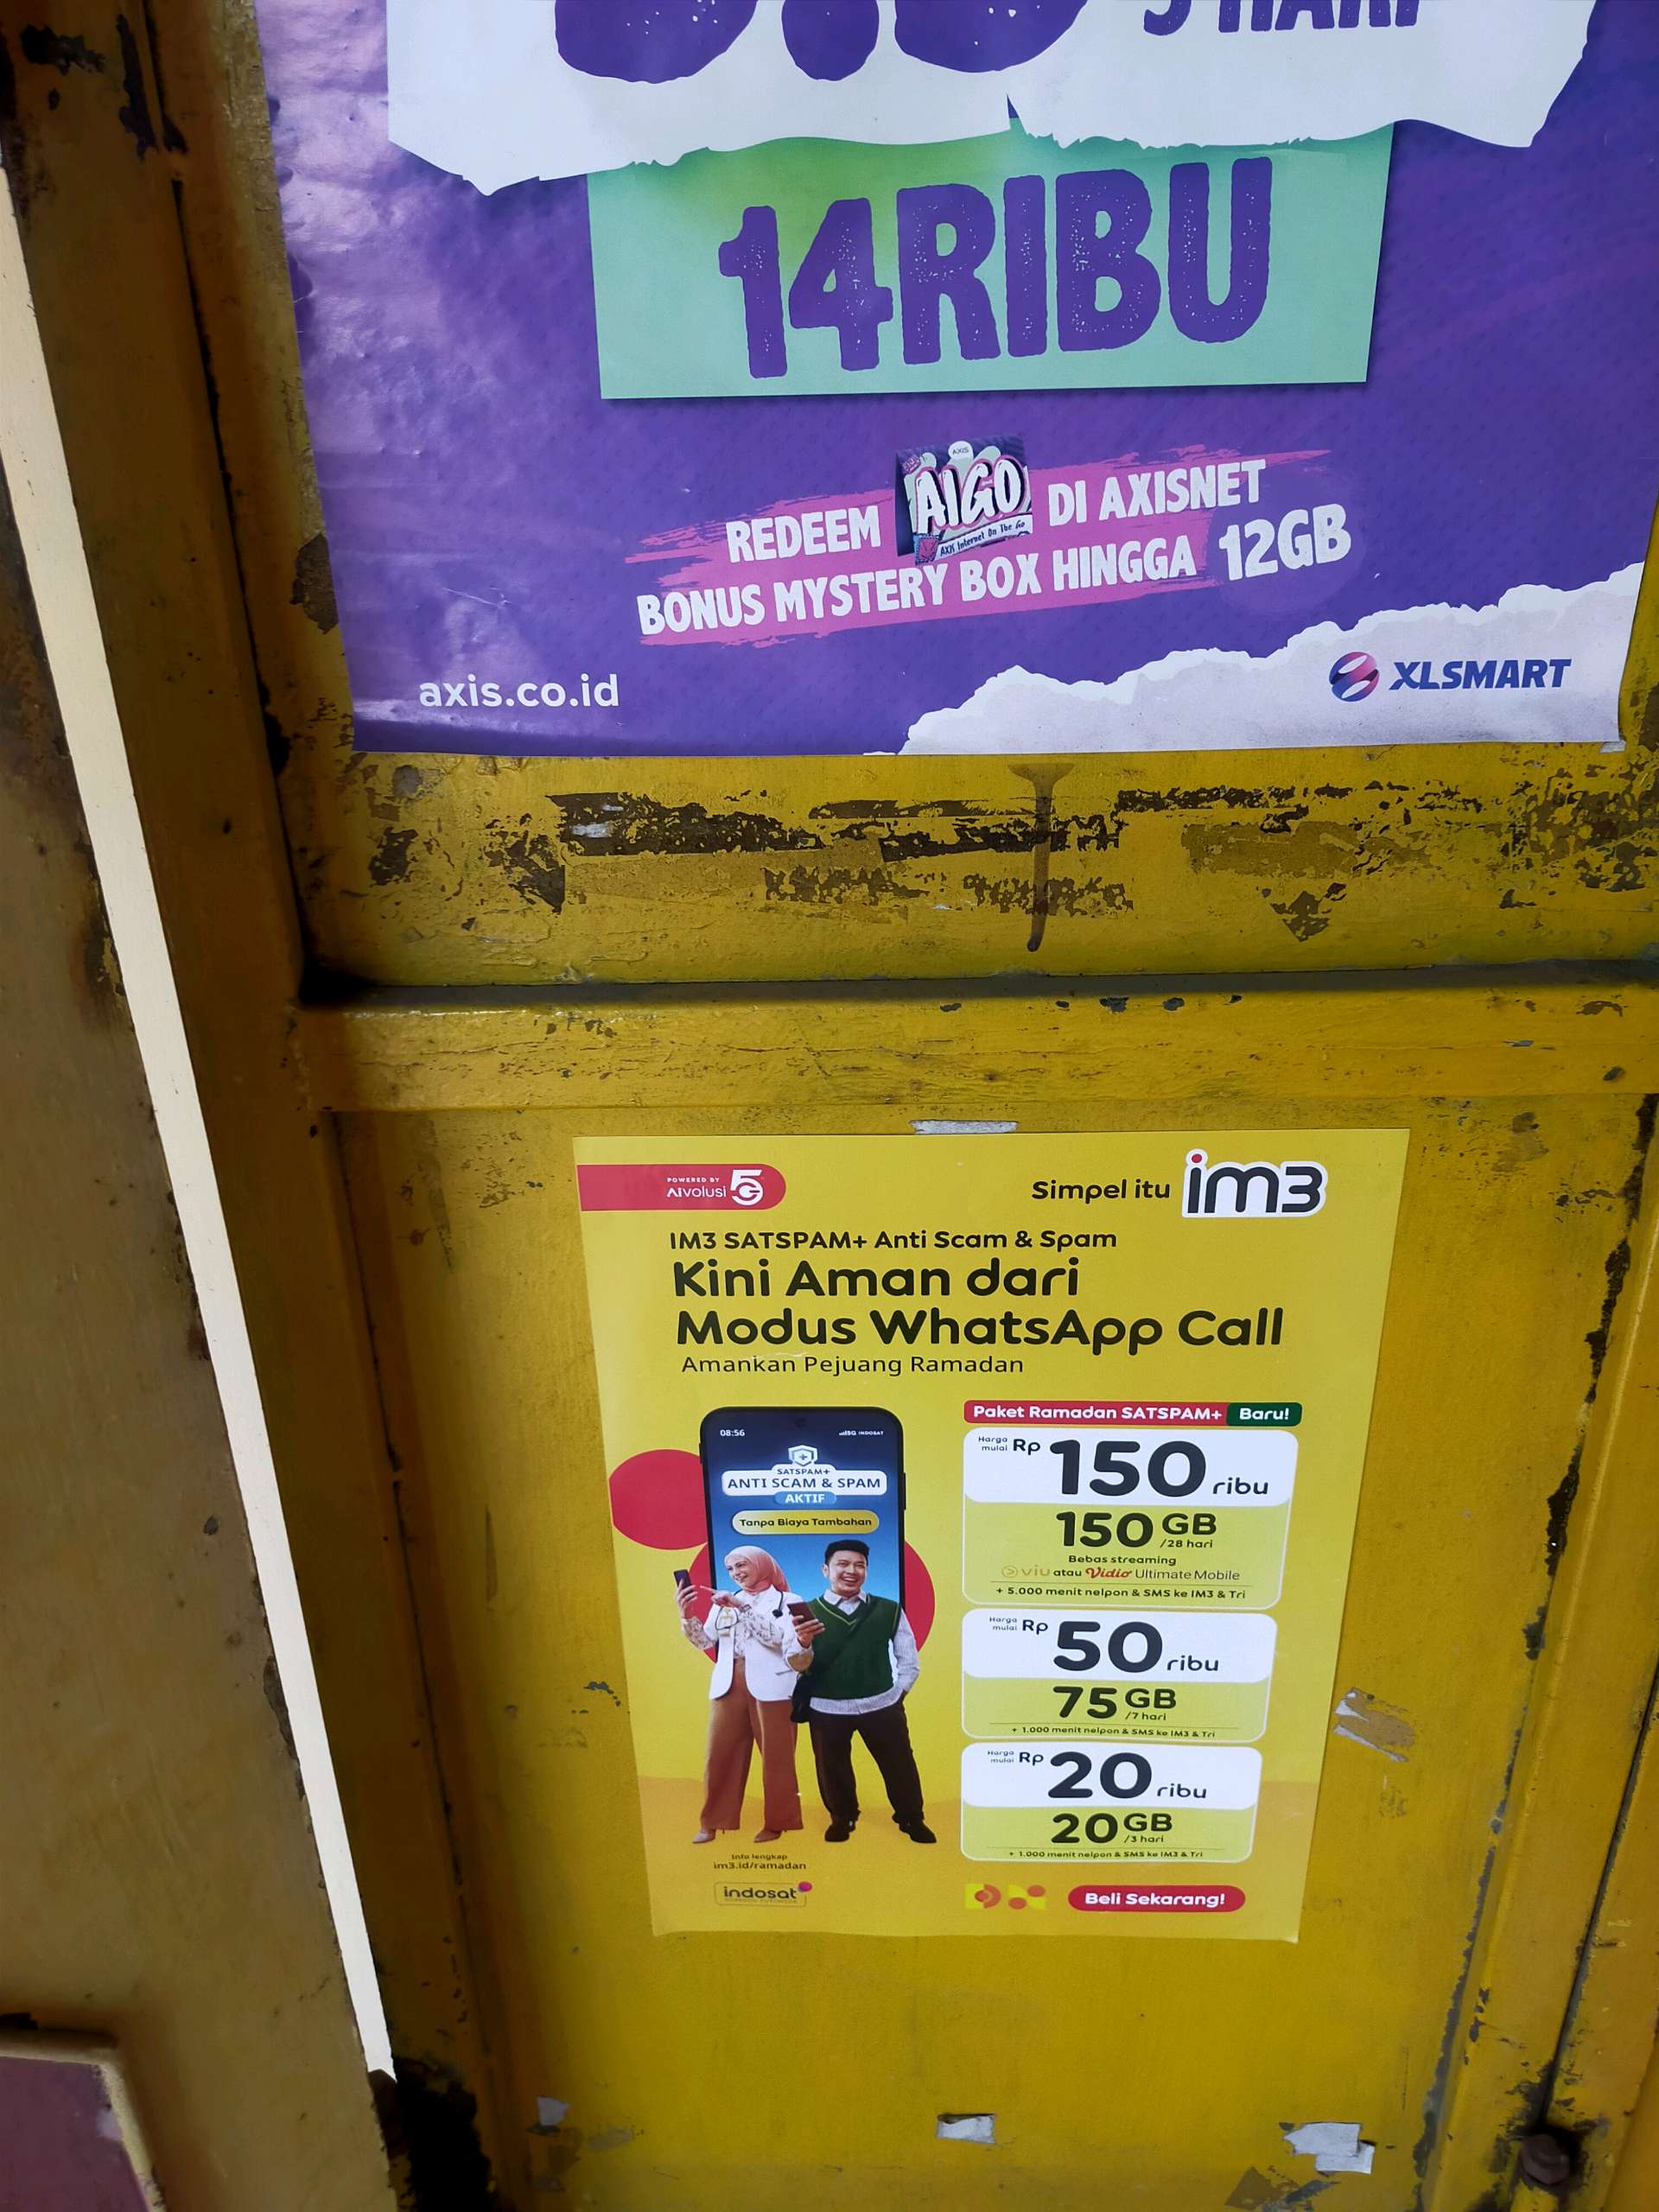 HARI
14RIBU
REDEEM AXIS AIGO AXIS Internet On The Go DI AXISNET
BONUS MYSTERY BOX HINGGA 12GB
axis.co.id
XLSMART
POWERED BY
AIvolusi 5G
Simpel itu im3
IM3 SATSPAM+ Anti Scam & Spam
Kini Aman dari
Modus WhatsApp Call
Amankan Pejuang Ramadan
08:56
5G INDOSAT
SATSPAM+
ANTI SCAM & SPAM
AKTIF
Tanpa Biaya Tambahan
Paket Ramadan SATSPAM+ Baru!
Harga mulai Rp 150 ribu
150 GB /28 hari
Bebas streaming
viu atau Vidio Ultimate Mobile
+ 5.000 menit nelpon & SMS ke IM3 & Tri
Harga mulai Rp 50 ribu
75 GB /7 hari
+ 1.000 menit nelpon & SMS ke IM3 & Tri
Harga mulai Rp 20 ribu
20 GB /3 hari
+ 1.000 menit nelpon & SMS ke IM3 & Tri
Info lengkap
im3.id/ramadan
indosat
Beli Sekarang!